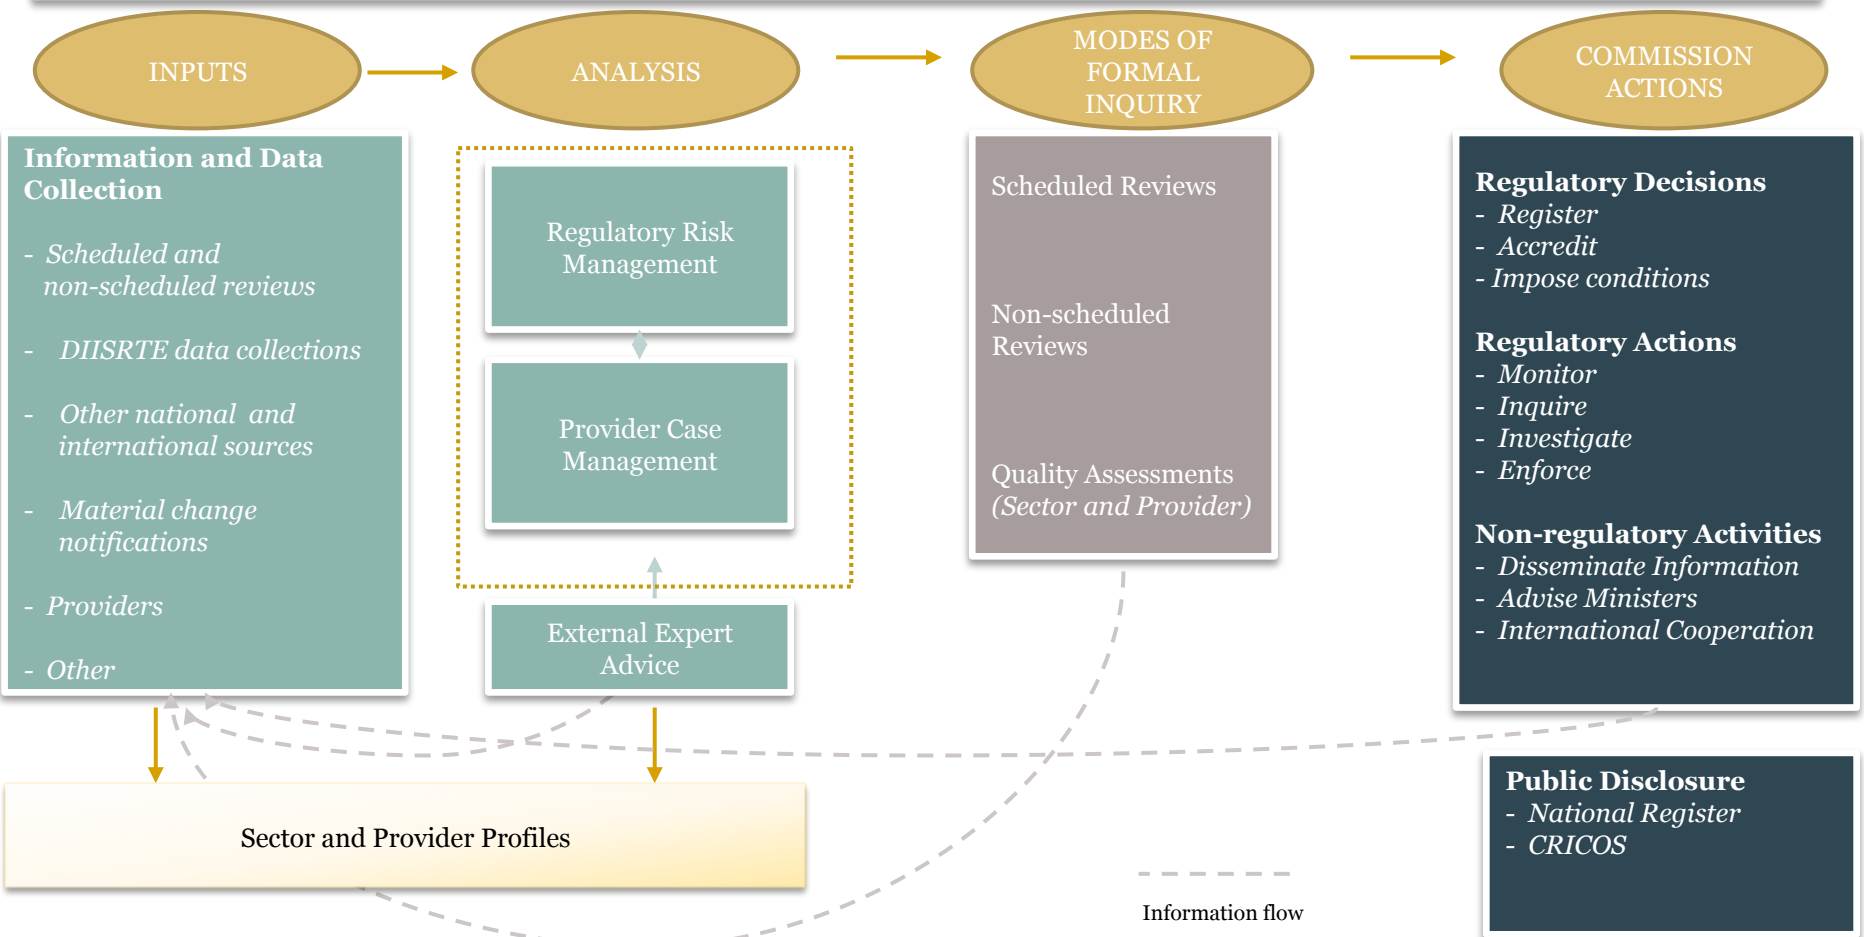 INPUTS
ANALYSIS
MODES OF
FORMAL
INQUIRY
COMMISSION
ACTIONS
Information and Data
Collection
- Scheduled and
non-scheduled reviews
- DIISRTE data collections
- Other national and
international sources
- Material change
notifications
- Providers
- Other
Regulatory Risk
Management
Provider Case
Management
External Expert
Advice
Scheduled Reviews
Non-scheduled
Reviews
Quality Assessments
(Sector and Provider)
Regulatory Decisions
- Register
- Accredit
- Impose conditions
Regulatory Actions
- Monitor
- Inquire
- Investigate
- Enforce
Non-regulatory Activities
- Disseminate Information
- Advise Ministers
- International Cooperation
Sector and Provider Profiles
Public Disclosure
- National Register
- CRICOS
Information flow